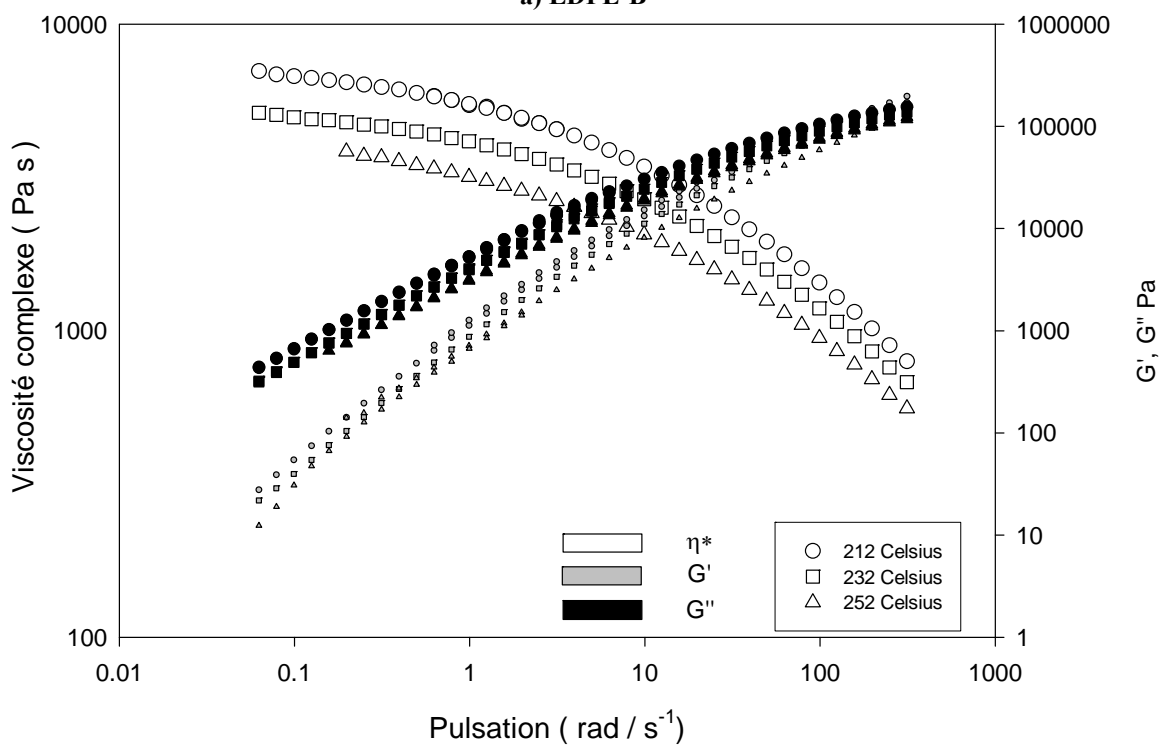 a) LDPE-B
10000
1000
100
1000000
100000
10000
1000
100
10
1
0.01
0.1
1
10
100
1000
Viscosité complexe ( Pa s )
G', G'' Pa
Pulsation ( rad / s-1)
η*
G'
G''
212 Celsius
232 Celsius
252 Celsius